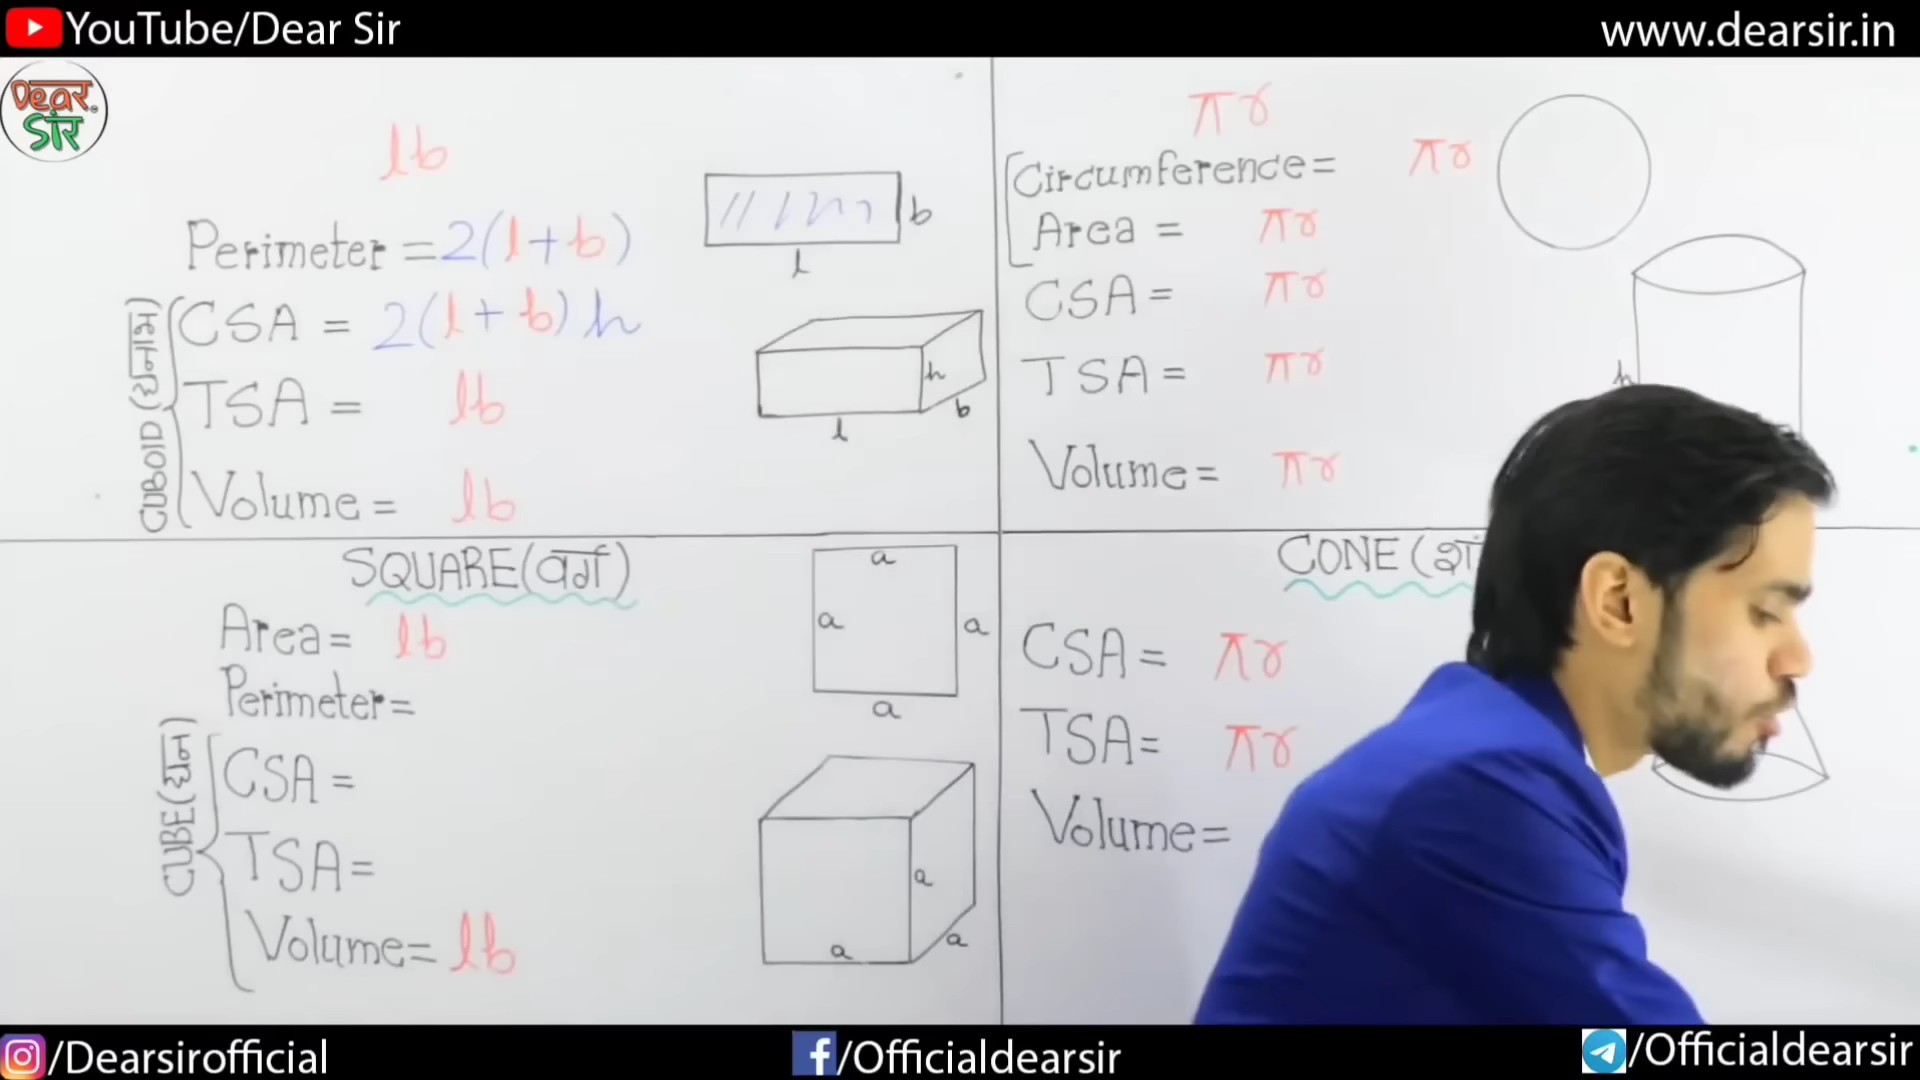 YouTube/Dear Sir
www.dearsir.in
Dear Sir
lb
Perimeter = 2(l+b)
b
l
CUBOID (घनाभ)
CSA = 2(l+b)h
TSA = lb
Volume = lb
h
b
l
πr
Circumference = πr
Area = πr
CSA = πr
TSA = πr
Volume = πr
h
SQUARE (वर्ग)
Area = lb
Perimeter =
a
a
a
a
CUBE (घन)
CSA =
TSA =
Volume = lb
a
a
a
CONE (शं
CSA = πr
TSA = πr
Volume =
/Dearsirofficial
/Officialdearsir
/Officialdearsir